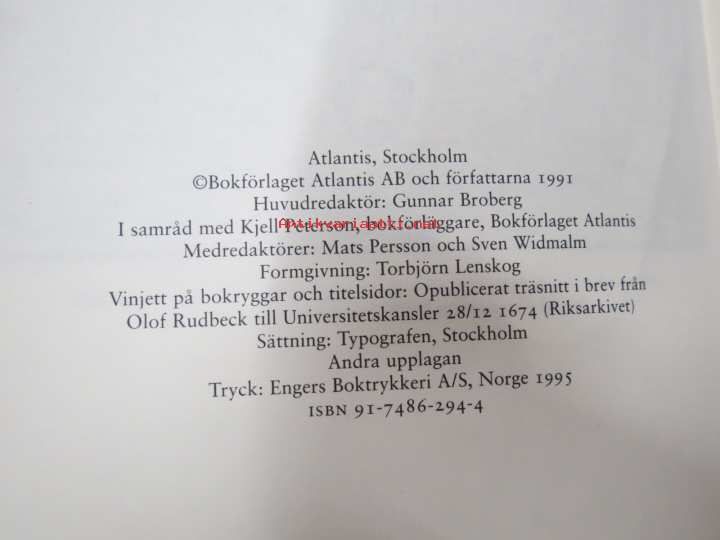 Atlantis, Stockholm
©Bokförlaget Atlantis AB och författarna 1991
Huvudredaktör: Gunnar Broberg
I samråd med Kjell Peterson, bokförläggare, Bokförlaget Atlantis
Medredaktörer: Mats Persson och Sven Widmalm
Formgivning: Torbjörn Lenskog
Vinjett på bokryggar och titelsidor: Opublicerat träsnitt i brev från
Olof Rudbeck till Universitetskansler 28/12 1674 (Riksarkivet)
Sättning: Typografen, Stockholm
Andra upplagan
Tryck: Engers Boktrykkeri A/S, Norge 1995
ISBN 91-7486-294-4